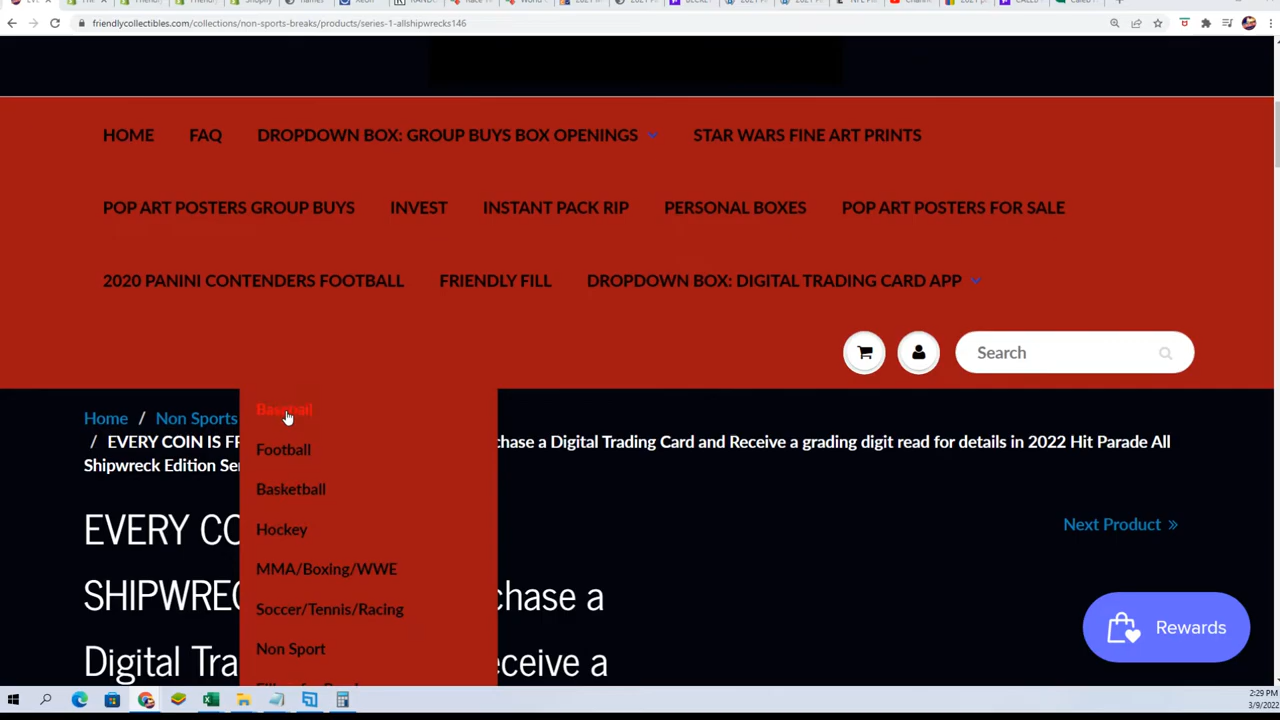 friendlycollectibles.com/collections/non-sports-breaks/products/series-1-allshipwrecks146
HOME FAQ DROPDOWN BOX: GROUP BUYS BOX OPENINGS STAR WARS FINE ART PRINTS
POP ART POSTERS GROUP BUYS INVEST INSTANT PACK RIP PERSONAL BOXES POP ART POSTERS FOR SALE
2020 PANINI CONTENDERS FOOTBALL FRIENDLY FILL DROPDOWN BOX: DIGITAL TRADING CARD APP
Search
Baseball
Football
Basketball
Hockey
MMA/Boxing/WWE
Soccer/Tennis/Racing
Non Sport
Home / Non Sports
/ EVERY COIN IS chase a Digital Trading Card and Receive a grading digit read for details in 2022 Hit Parade All
Shipwreck Edition
Next Product »
EVERY
chase a
Digital eceive a
Rewards
2:29 PM
3/9/2022